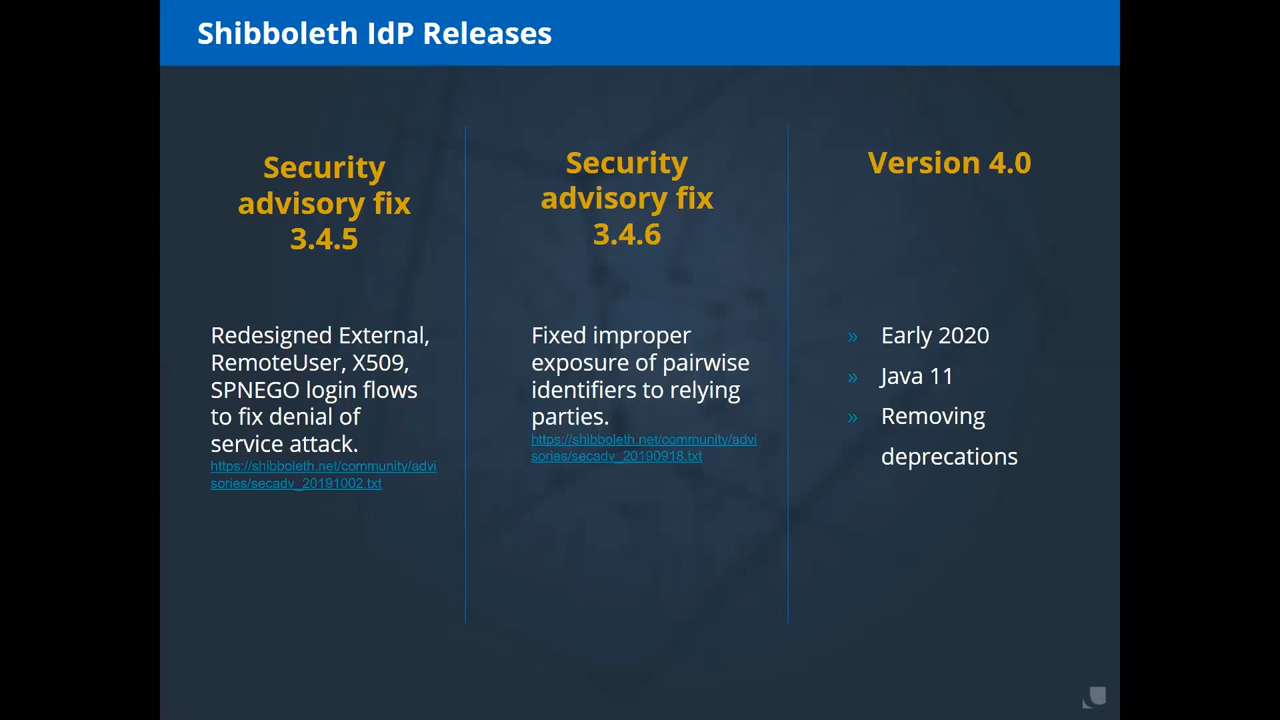 Shibboleth IdP Releases
Security
advisory fix
3.4.5
Redesigned External,
RemoteUser, X509,
SPNEGO login flows
to fix denial of
service attack.
https://shibboleth.net/community/advi
sories/secadv_20191002.txt
Security
advisory fix
3.4.6
Fixed improper
exposure of pairwise
identifiers to relying
parties.
https://shibboleth.net/community/advi
sories/secadv_20190918.txt
Version 4.0
» Early 2020
» Java 11
» Removing
deprecations